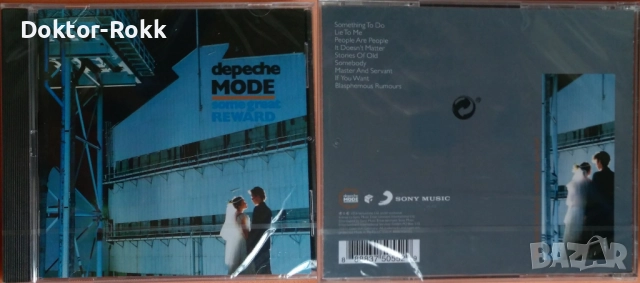 Doktor-Rokk
depeche
MODE
some great
REWARD
Something To Do
Lie To Me
People Are People
It Doesn't Matter
Stories Of Old
Somebody
Master And Servant
If You Want
Blasphemous Rumours
SONY MUSIC
BAZAR